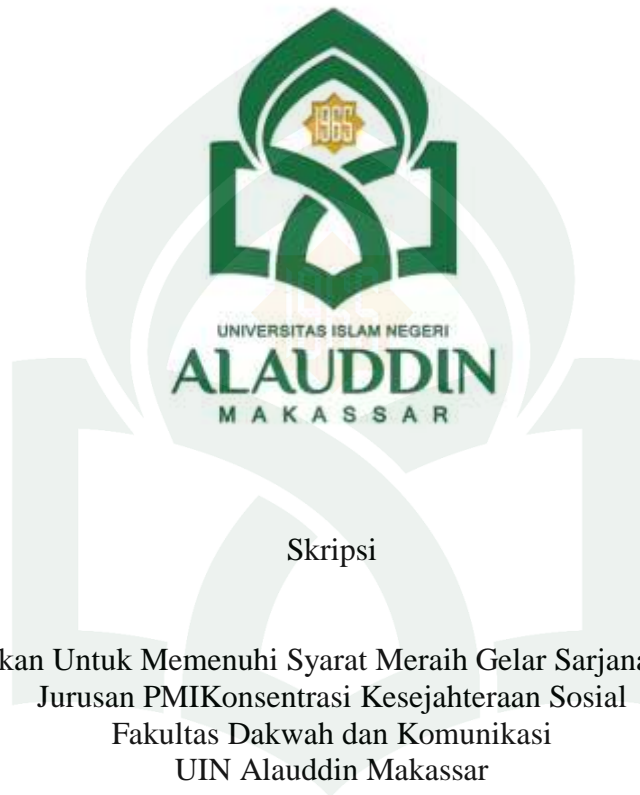 1965
UNIVERSITAS ISLAM NEGERI
ALAUDDIN
MAKASSAR
Skripsi
kan Untuk Memenuhi Syarat Meraih Gelar Sarjana
Jurusan PMIKonsentrasi Kesejahteraan Sosial
Fakultas Dakwah dan Komunikasi
UIN Alauddin Makassar